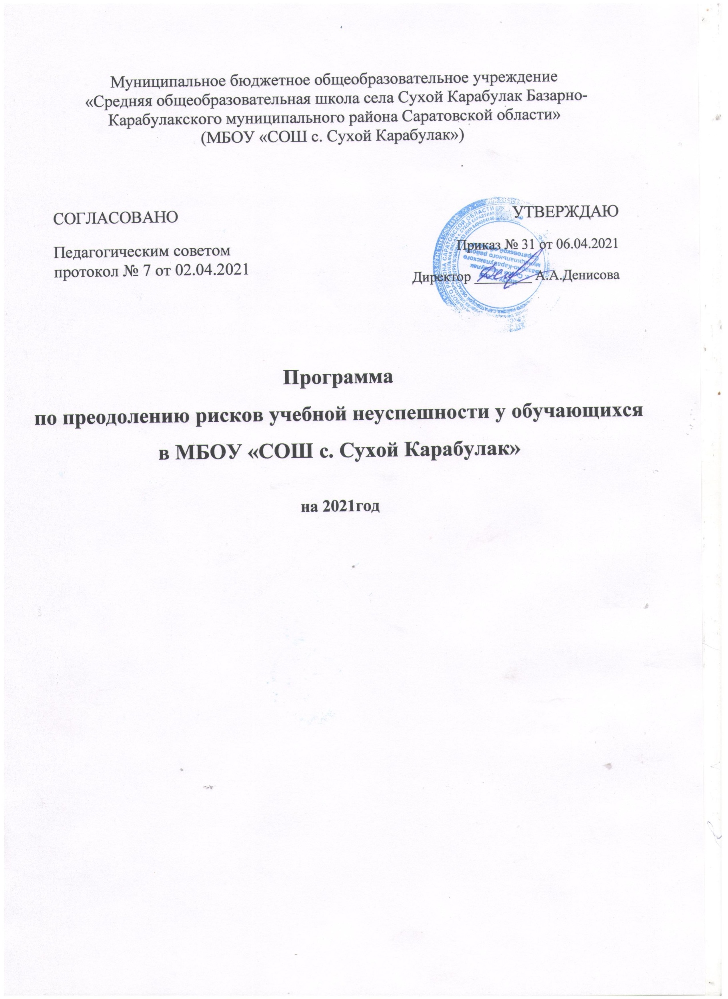 Муниципальное бюджетное общеобразовательное учреждение
«Средняя общеобразовательная школа села Сухой Карабулак Базарно-
Карабулакского муниципального района Саратовской области»
(МБОУ «СОШ с. Сухой Карабулак»)
СОГЛАСОВАНО
Педагогическим советом
протокол № 7 от 02.04.2021
УТВЕРЖДАЮ
Приказ № 31 от 06.04.2021
Директор ________ А.А.Денисова
Программа
по преодолению рисков учебной неуспешности у обучающихся
в МБОУ «СОШ с. Сухой Карабулак»
на 2021год